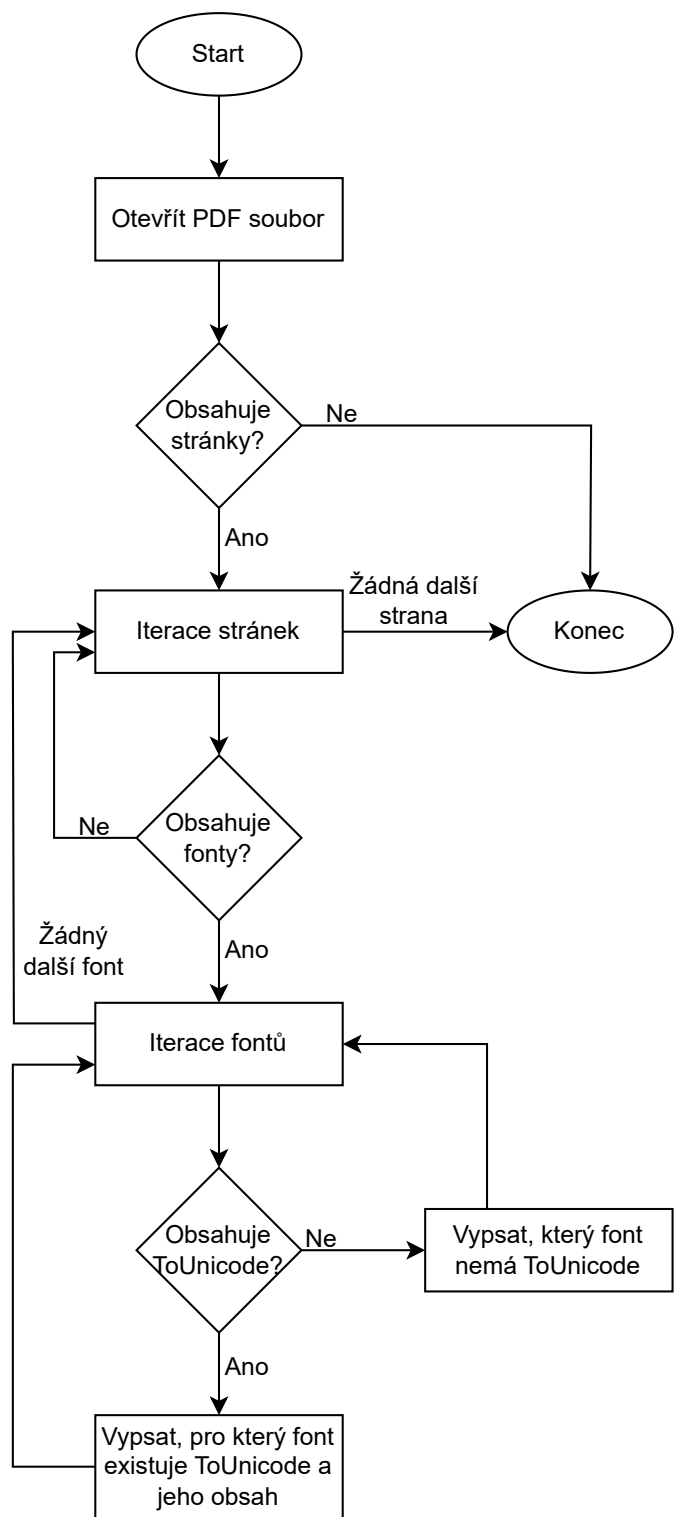 Start
Otevřít PDF soubor
Obsahuje
stránky?
Ne
Ano
Žádná další
strana
Iterace stránek
Konec
Obsahuje
fonty?
Ne
Ano
Žádný
další font
Iterace fontů
Obsahuje
ToUnicode?
Ne
Vypsat, který font
nemá ToUnicode
Ano
Vypsat, pro který font
existuje ToUnicode a
jeho obsah